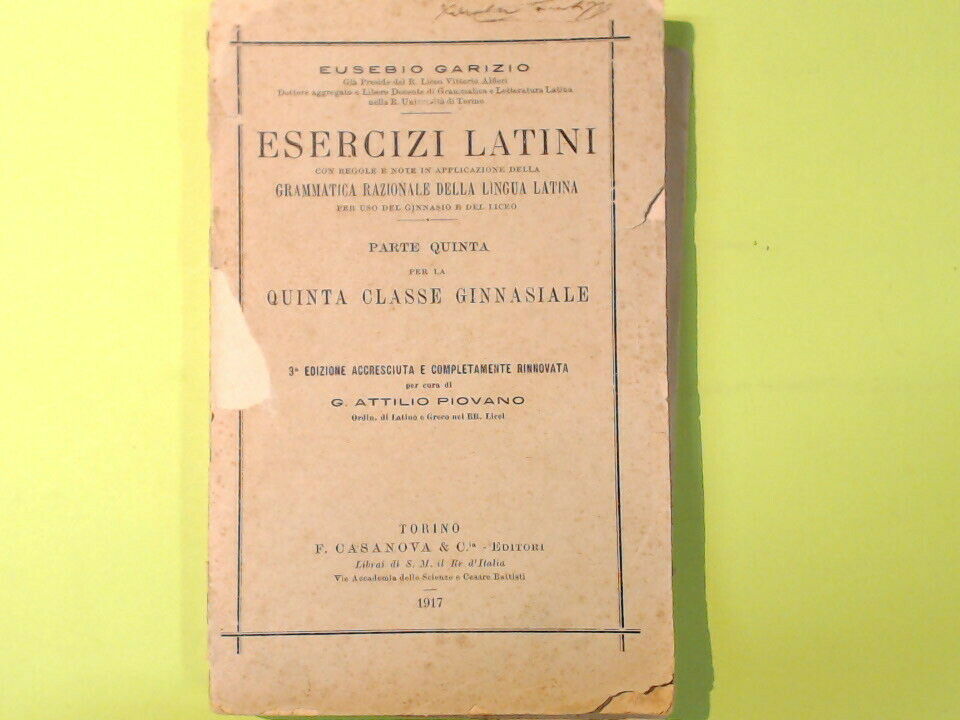 EUSEBIO GARIZIO
Già Preside del R. Liceo Vittorio Alfieri
Dottore aggregato e Libero Docente di Grammatica e Letteratura Latina
nella R. Università di Torino
ESERCIZI LATINI
CON REGOLE E NOTE IN APPLICAZIONE DELLA
GRAMMATICA RAZIONALE DELLA LINGUA LATINA
PER USO DEL GINNASIO E DEL LICEO
PARTE QUINTA
PER LA
QUINTA CLASSE GINNASIALE
3ª EDIZIONE ACCRESCIUTA E COMPLETAMENTE RINNOVATA
per cura di
G. ATTILIO PIOVANO
Ordin. di Latino e Greco nei RR. Licei
TORINO
F. CASANOVA & C.ia - EDITORI
Librai di S. M. il Re d'Italia
Vie Accademia delle Scienze e Cesare Battisti
1917